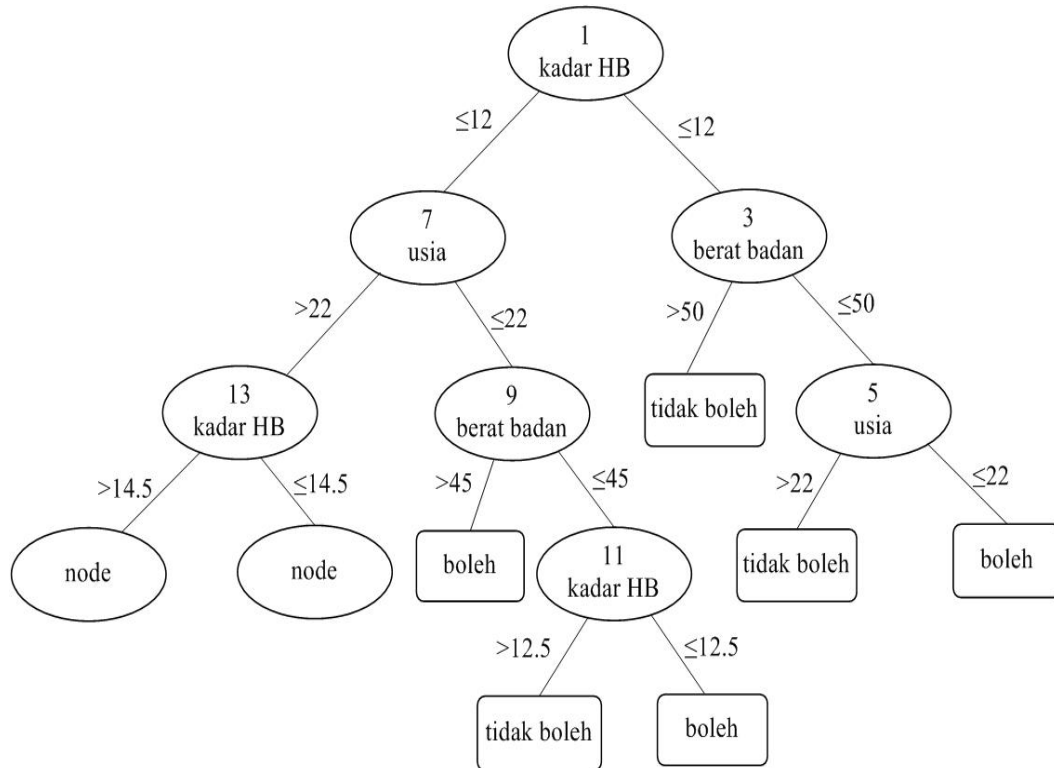 1
kadar HB
≤12
≤12
7
usia
3
berat badan
>22
≤22
>50
≤50
13
kadar HB
9
berat badan
tidak boleh
5
usia
>14.5
≤14.5
>45
≤45
>22
≤22
node
node
boleh
11
kadar HB
tidak boleh
boleh
>12.5
≤12.5
tidak boleh
boleh